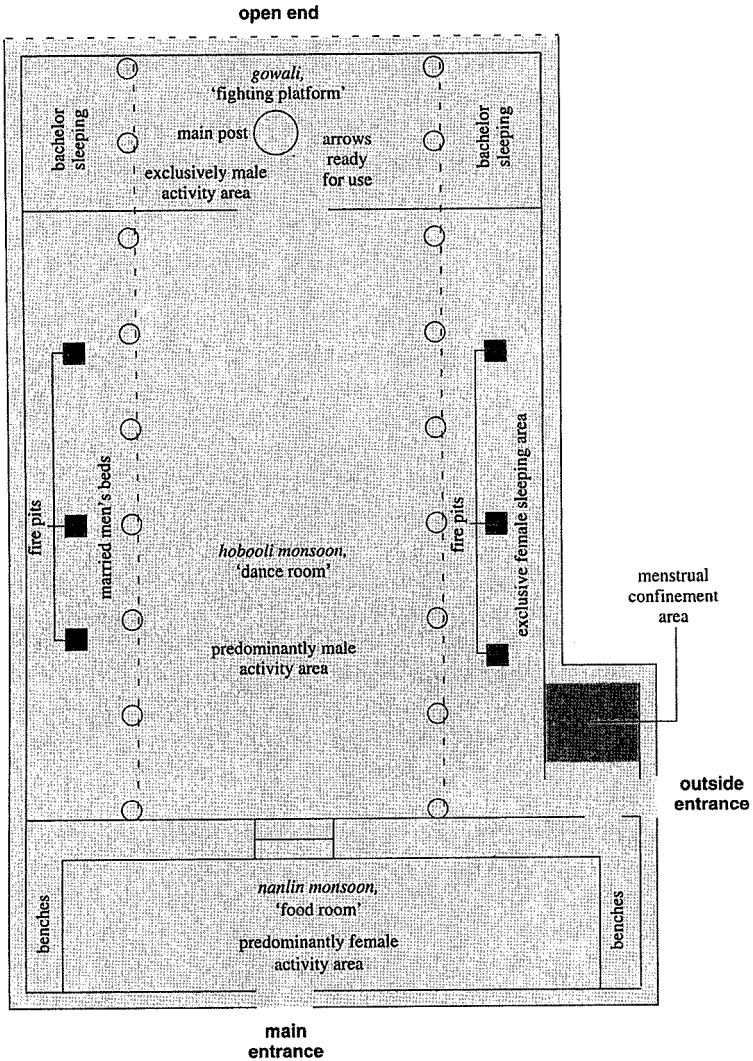 open end
gowali,
'fighting platform'
main post
arrows
ready
for use
bachelor
sleeping
bachelor
sleeping
exclusively male
activity area
fire pits
married men's beds
fire pits
exclusive female sleeping area
hobooli monsoon,
'dance room'
predominantly male
activity area
menstrual
confinement
area
outside
entrance
benches
nanlin monsoon,
'food room'
predominantly female
activity area
benches
main
entrance